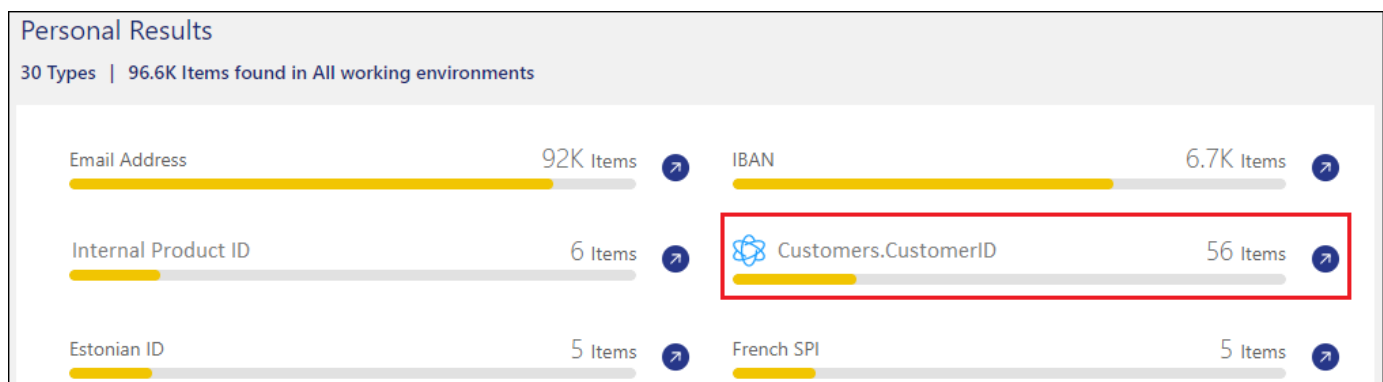 Personal Results
30 Types | 96.6K Items found in All working environments
Email Address 92K Items
IBAN 6.7K Items
Internal Product ID 6 Items
Customers.CustomerID 56 Items
Estonian ID 5 Items
French SPI 5 Items